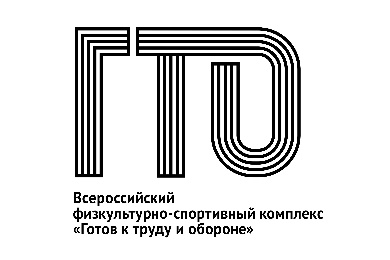 ГТО
Всероссийский
физкультурно-спортивный комплекс
«Готов к труду и обороне»